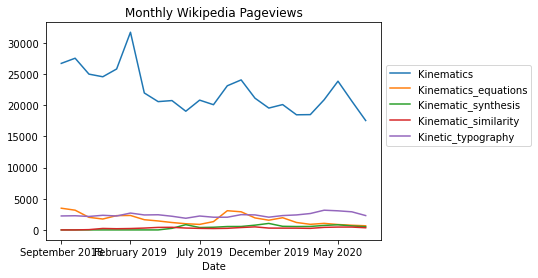 Monthly Wikipedia Pageviews
30000
25000
20000
15000
10000
5000
0
September 2018
February 2019
July 2019
December 2019
May 2020
Date
Kinematics
Kinematics_equations
Kinematic_synthesis
Kinematic_similarity
Kinetic_typography